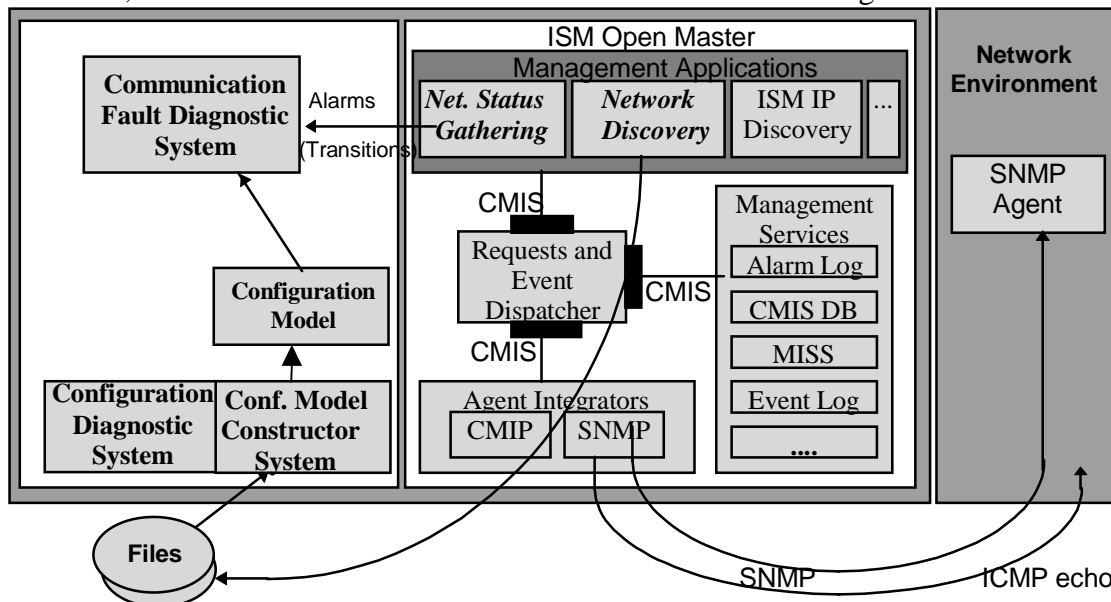 ISM Open Master
Management Applications
Network
Environment
Communication
Fault Diagnostic
System
Alarms
(Transitions)
Net. Status
Gathering
Network
Discovery
ISM IP
Discovery
...
SNMP
Agent
CMIS
Requests and
Event
Dispatcher
CMIS
CMIS
Management
Services
Alarm Log
CMIS DB
MISS
Event Log
....
Configuration
Model
Configuration
Diagnostic
System
Conf. Model
Constructor
System
Agent Integrators
CMIP
SNMP
Files
SNMP
ICMP echo